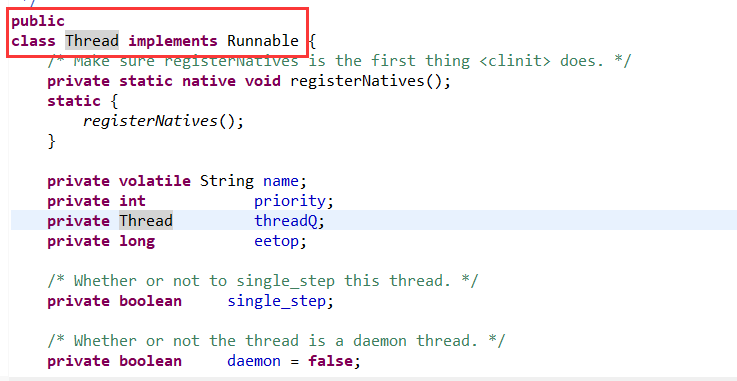 */
public
class Thread implements Runnable {
    /* Make sure registerNatives is the first thing <clinit> does. */
    private static native void registerNatives();
    static {
        registerNatives();
    }
    private volatile String name;
    private int            priority;
    private Thread         threadQ;
    private long           eetop;
    /* Whether or not to single_step this thread. */
    private boolean     single_step;
    /* Whether or not the thread is a daemon thread. */
    private boolean     daemon = false;